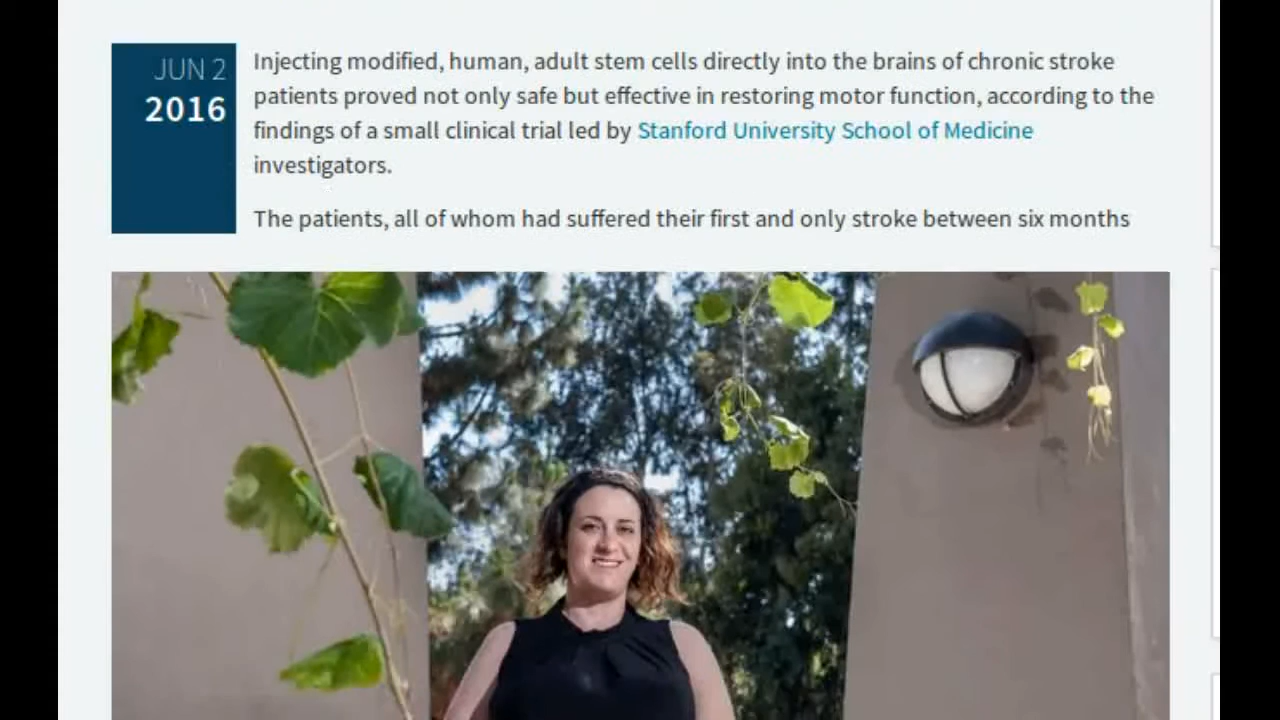 JUN 2
2016
Injecting modified, human, adult stem cells directly into the brains of chronic stroke
patients proved not only safe but effective in restoring motor function, according to the
findings of a small clinical trial led by Stanford University School of Medicine
investigators.
The patients, all of whom had suffered their first and only stroke between six months